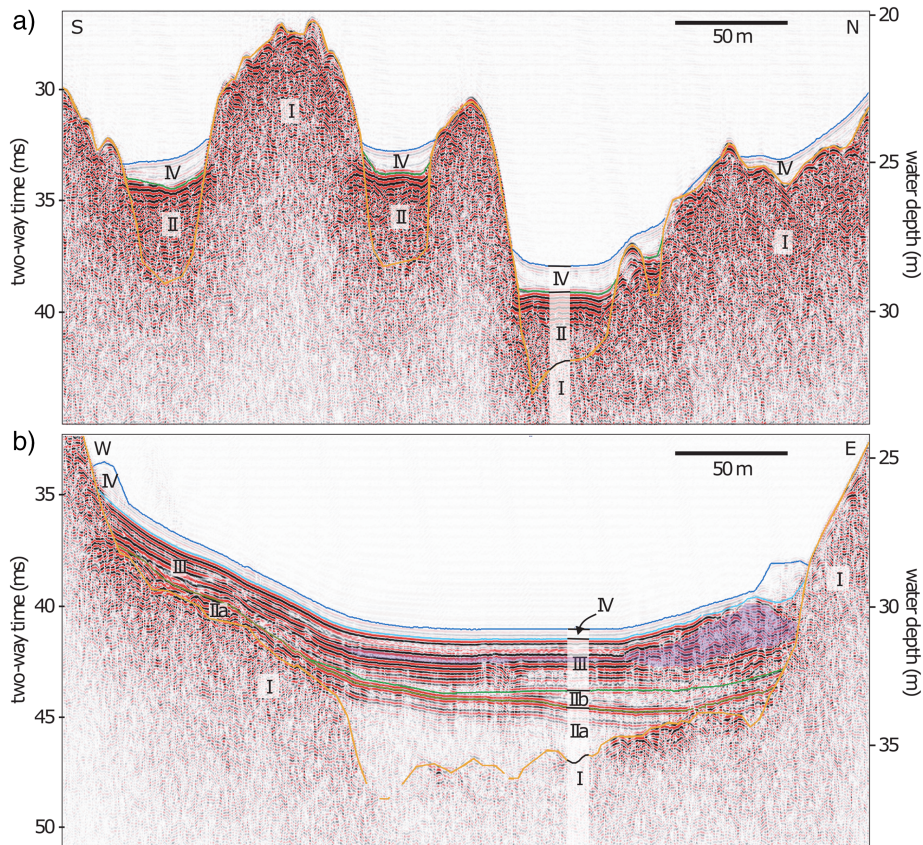 a)
S
50 m
N
20
25
30
water depth (m)
30
35
40
two-way time (ms)
I
IV
IV
IV
II
II
I
IV
II
I
b)
W
50 m
E
25
30
35
water depth (m)
35
40
45
50
two-way time (ms)
IV
III
IIa
I
IV
I
III
IIb
IIa
I